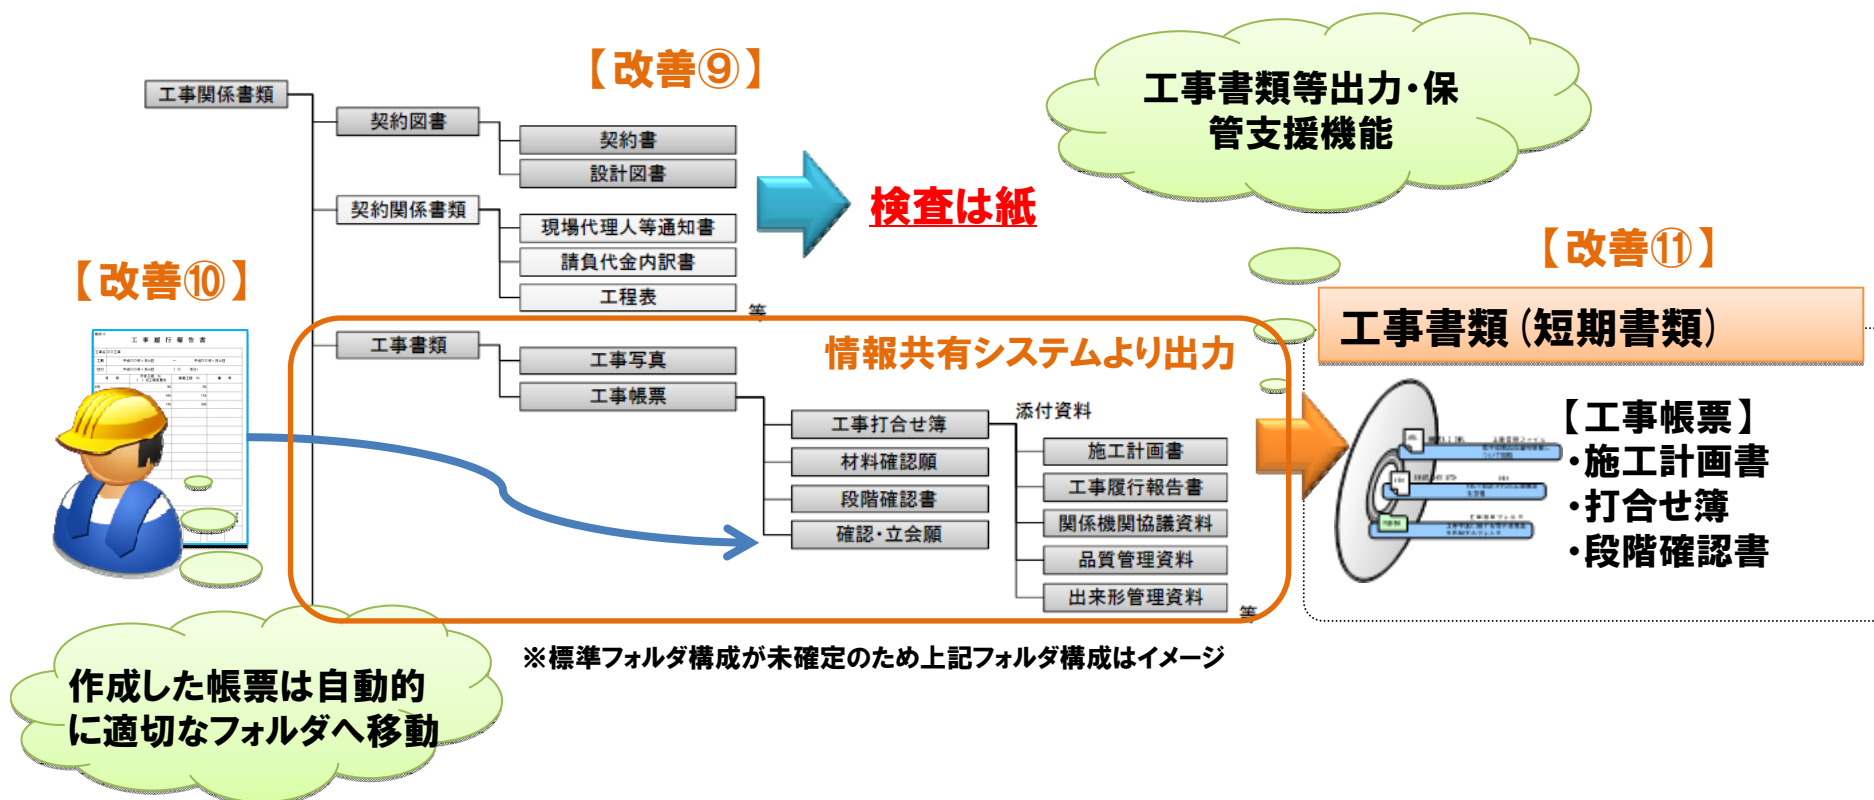 【改善⑨】
工事書類等出力・保
管支援機能
工事関係書類
契約図書
契約書
設計図書
検査は紙
契約関係書類
現場代理人等通知書
請負代金内訳書
工程表
等
【改善⑩】
【改善⑪】
工事履行報告書
工事書類
工事写真
工事帳票
情報共有システムより出力
工事書類(短期書類)
工事打合せ簿
材料確認願
段階確認書
確認・立会願
添付資料
施工計画書
工事履行報告書
関係機関協議資料
品質管理資料
出来形管理資料
等
【工事帳票】
・施工計画書
・打合せ簿
・段階確認書
※標準フォルダ構成が未確定のため上記フォルダ構成はイメージ
作成した帳票は自動的
に適切なフォルダへ移動